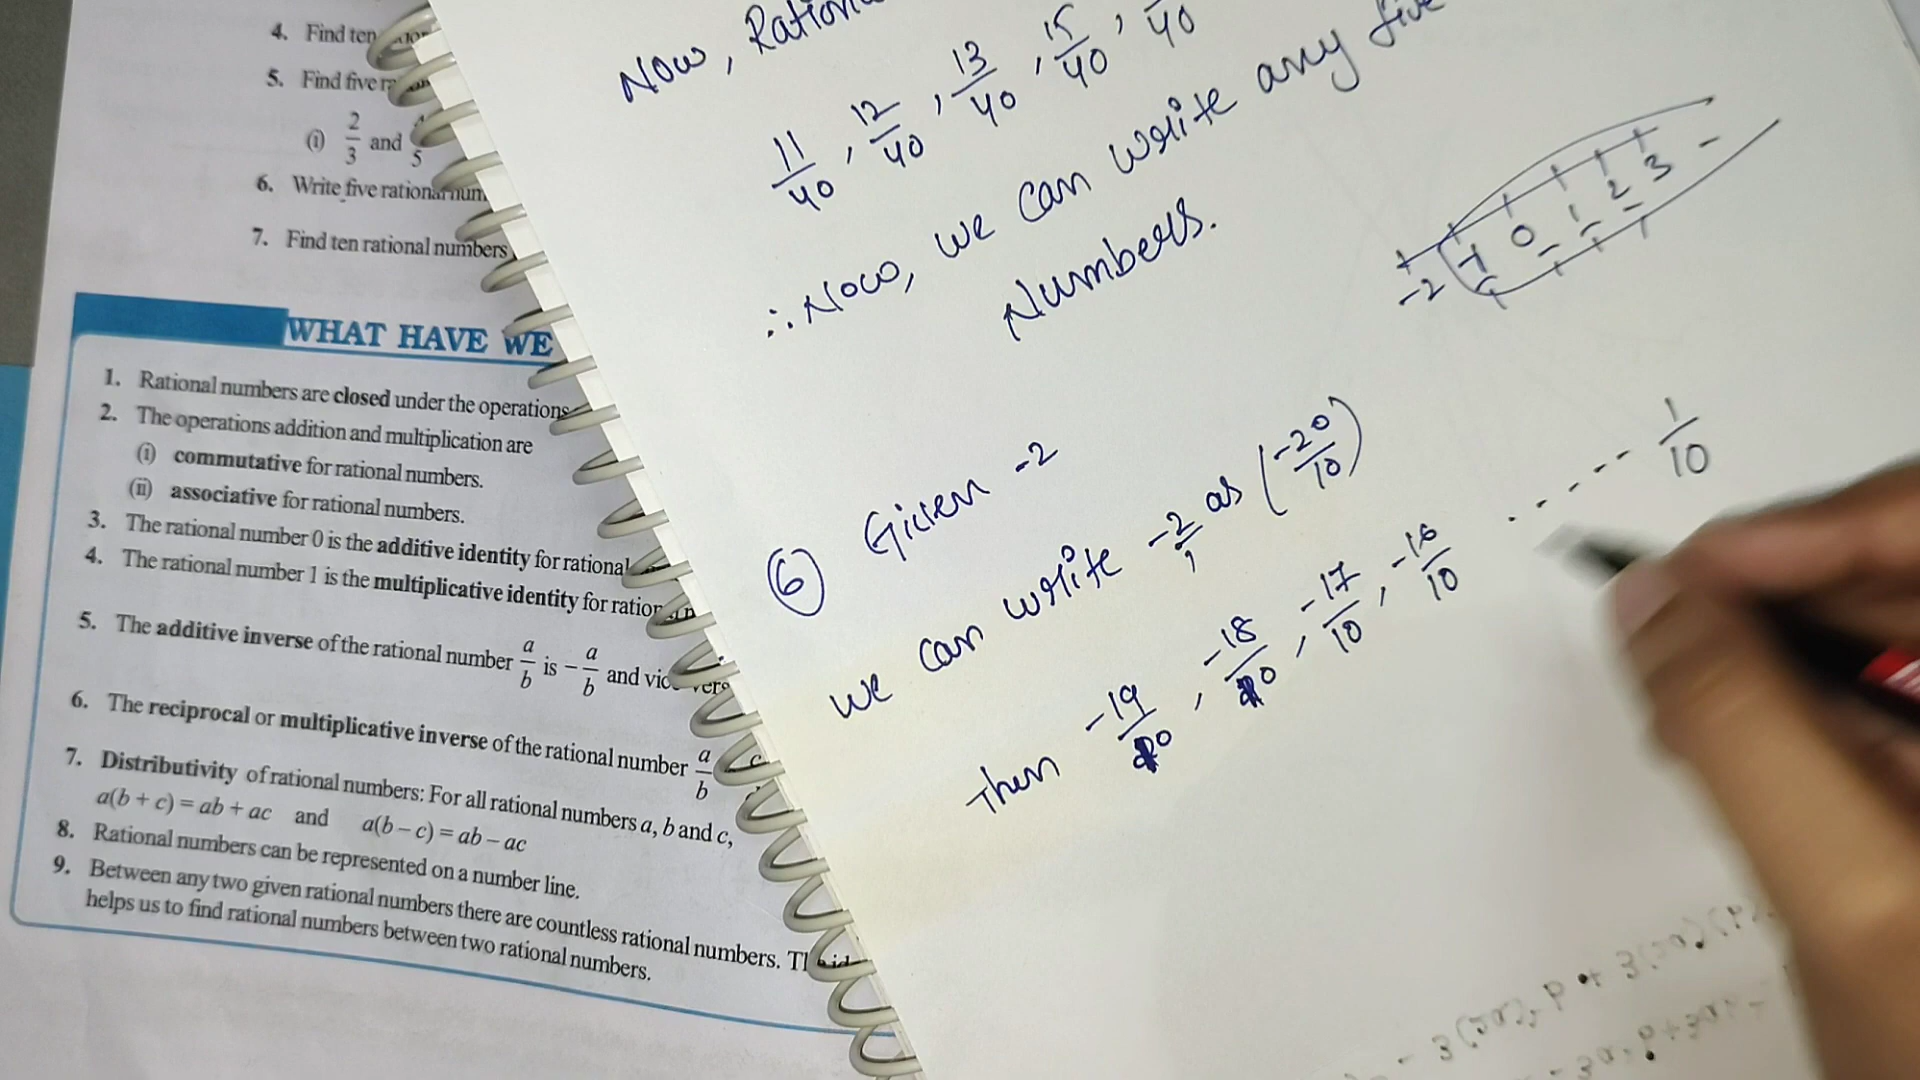 4. Find ten
5. Find five
(i) 2/3 and 4/5
6. Write five rational num
7. Find ten rational numbers
WHAT HAVE WE
1. Rational numbers are closed under the operations
2. The operations addition and multiplication are
(i) commutative for rational numbers.
(ii) associative for rational numbers.
3. The rational number 0 is the additive identity for rational
4. The rational number 1 is the multiplicative identity for ration
5. The additive inverse of the rational number a/b is -a/b and vice-vers
6. The reciprocal or multiplicative inverse of the rational number a/b
7. Distributivity of rational numbers: For all rational numbers a, b and c,
a(b + c) = ab + ac and a(b – c) = ab – ac
8. Rational numbers can be represented on a number line.
9. Between any two given rational numbers there are countless rational numbers.
helps us to find rational numbers between two rational numbers.
Now, Rationa
11/40, 12/40, 13/40, 15/40, /40
∴ Now, we can write any five
Numbers.
-2 -1 0 1 2 3 -
6 Given -2
we can write -2/1 as (-20/10)
Then -19/10, -18/10, -17/10, -16/10 ------- 1/10